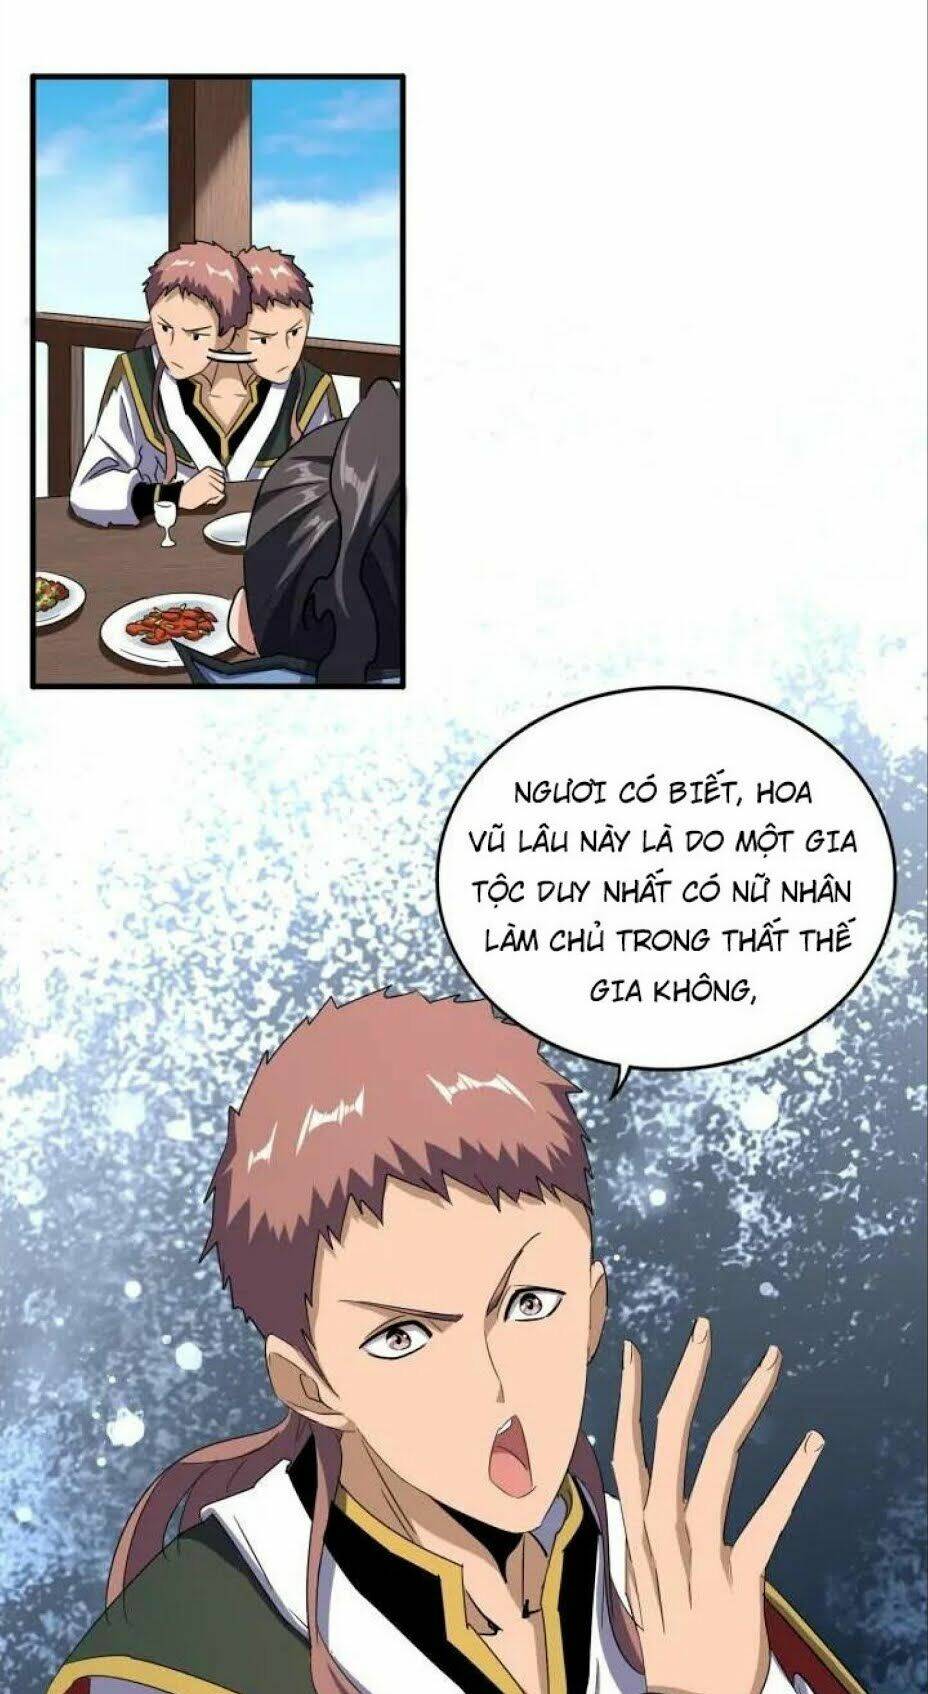 NGƯƠI CÓ BIẾT, HOA
VŨ LÂU NÀY LÀ DO MỘT GIA
TỘC DUY NHẤT CÓ NỮ NHÂN
LÀM CHỦ TRONG THẤT THẾ
GIA KHÔNG,